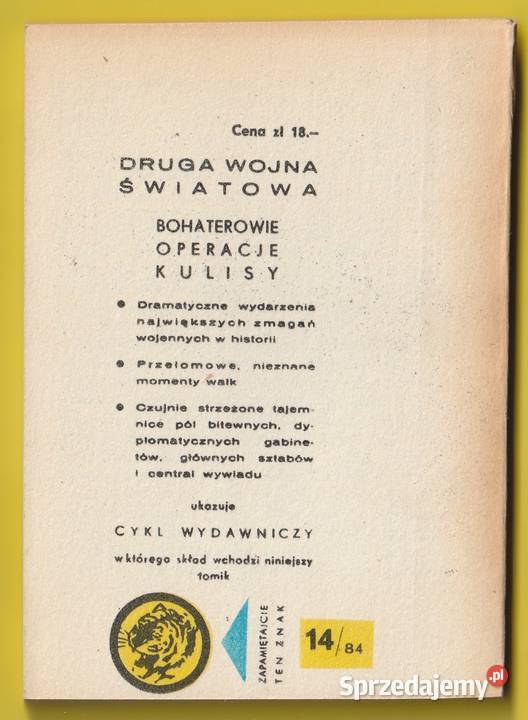 Cena zł 18.–
DRUGA WOJNA
ŚWIATOWA
BOHATEROWIE
OPERACJE
KULISY
● Dramatyczne wydarzenia
największych zmagań
wojennych w historii
● Przełomowe, nieznane
momenty walk
● Czujnie strzeżone tajem-
nice pól bitewnych, dy-
plomatycznych gabine-
tów, głównych sztabów
i central wywiadu
ukazuje
CYKL WYDAWNICZY
w którego skład wchodzi niniejszy
tomik
ZAPAMIĘTAJCIE
TEN ZNAK
14/84
Sprzedajemy.pl